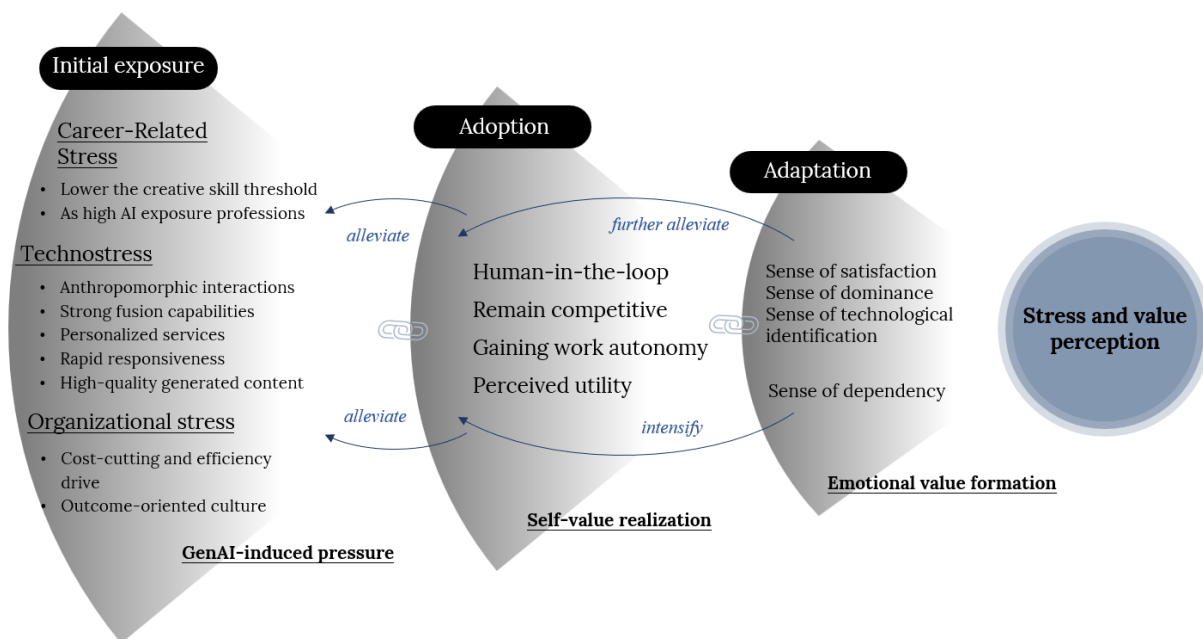 Initial exposure
Career-Related
Stress
• Lower the creative skill threshold
• As high AI exposure professions
Technostress
• Anthropomorphic interactions
• Strong fusion capabilities
• Personalized services
• Rapid responsiveness
• High-quality generated content
Organizational stress
• Cost-cutting and efficiency
drive
• Outcome-oriented culture
GenAI-induced pressure
alleviate
alleviate
Adoption
Human-in-the-loop
Remain competitive
Gaining work autonomy
Perceived utility
Self-value realization
further alleviate
intensify
Adaptation
Sense of satisfaction
Sense of dominance
Sense of technological
identification
Sense of dependency
Emotional value formation
Stress and value
perception